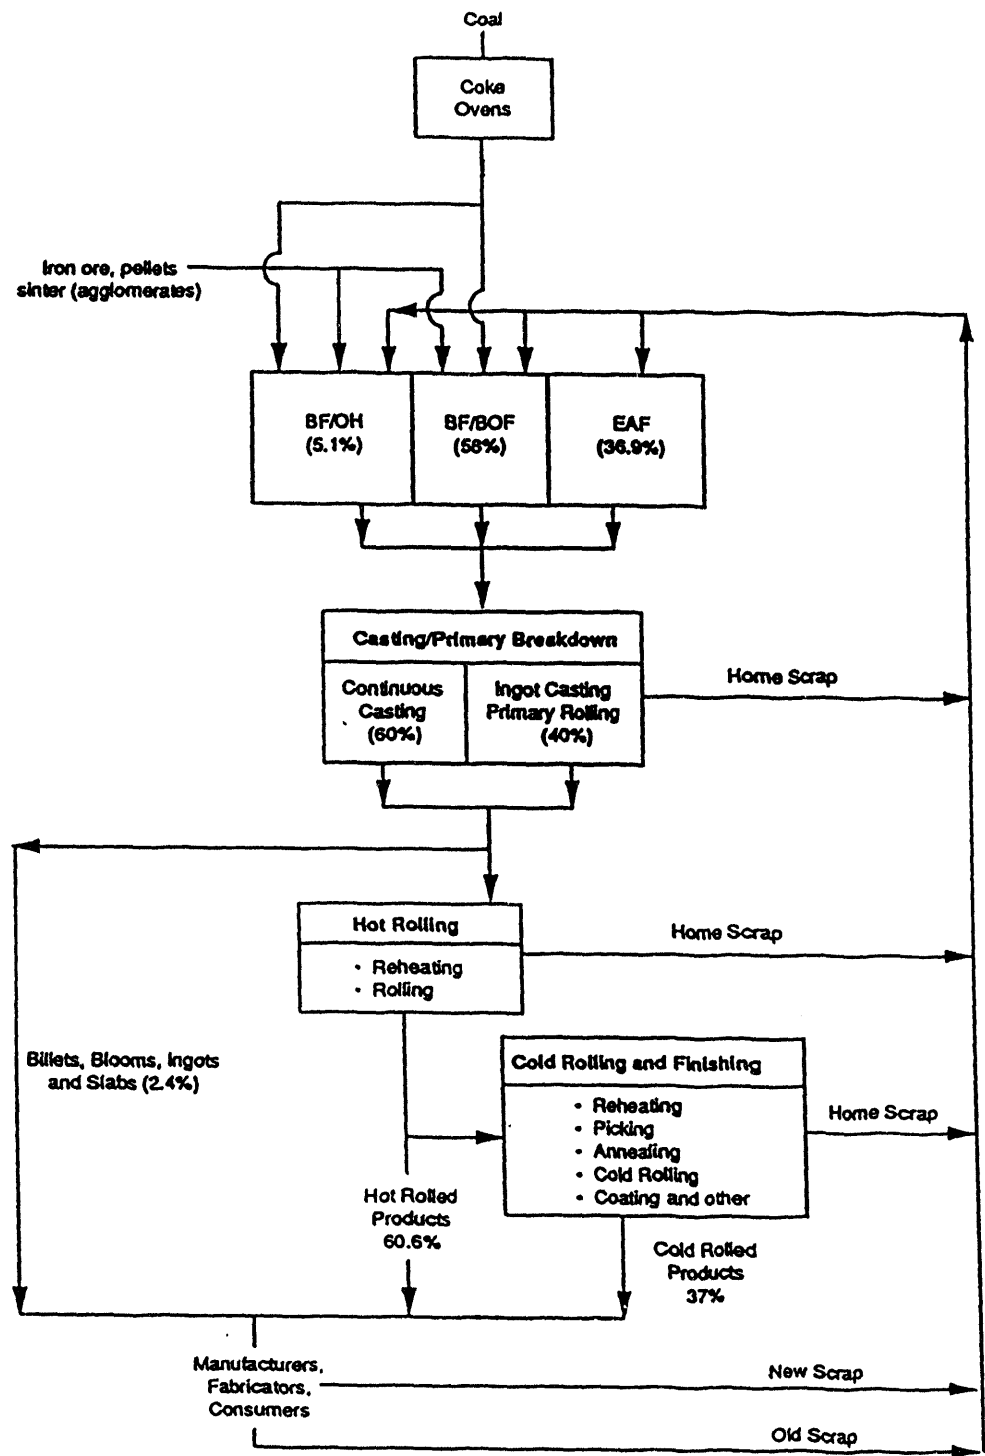 Coal
Coke
Ovens
Iron ore, pellets
sinter (agglomerates)
BF/OH
(5.1%)
BF/BOF
(58%)
EAF
(36.9%)
Casting/Primary Breakdown
Continuous
Casting
(60%)
Ingot Casting
Primary Rolling
(40%)
Home Scrap
Hot Rolling
• Reheating
• Rolling
Home Scrap
Billets, Blooms, Ingots
and Slabs (2.4%)
Cold Rolling and Finishing
• Reheating
• Picking
• Annealing
• Cold Rolling
• Coating and other
Home Scrap
Hot Rolled
Products
60.6%
Cold Rolled
Products
37%
Manufacturers,
Fabricators,
Consumers
New Scrap
Old Scrap